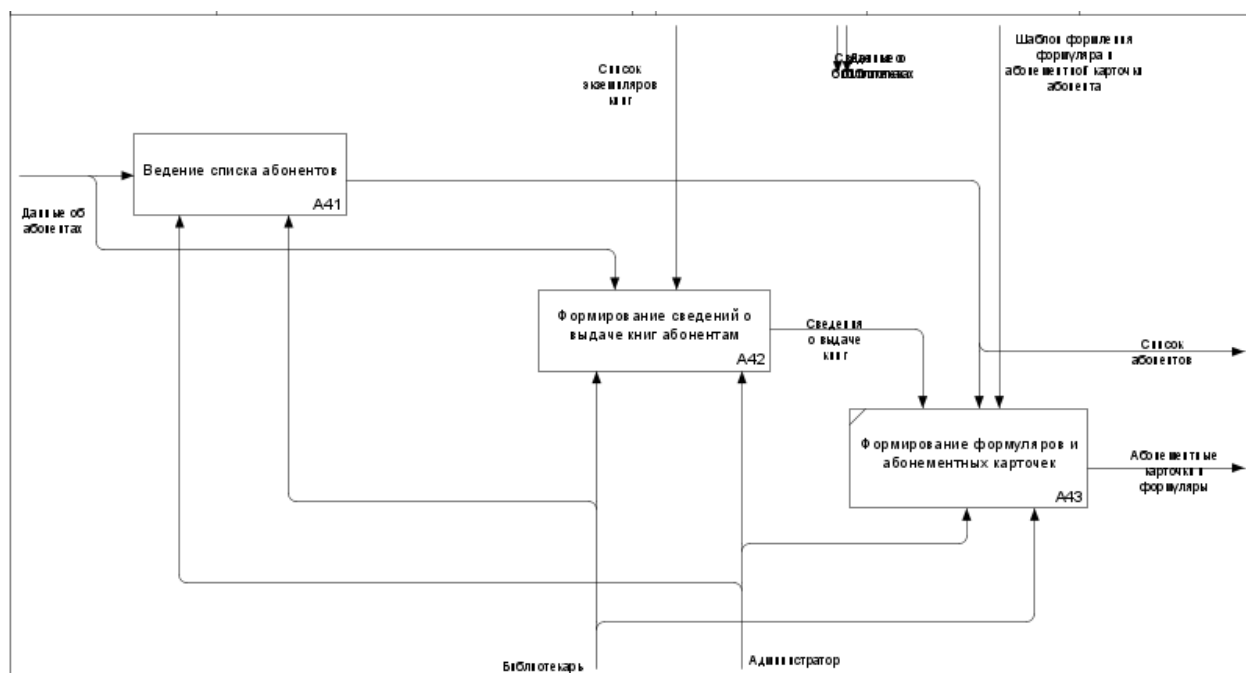 Список
экземпляров
книг
Шаблон формления
формуляра и
абонементной карточки
абонента
Ведение списка абонентов
A41
Данные об
абонентах
Формирование сведений о
выдаче книг абонентам
A42
Сведения
о выдаче
книг
Список
абонентов
Формирование формуляров и
абонементных карточек
A43
Абонементные
карточки и
формуляры
Библиотекарь
Администратор